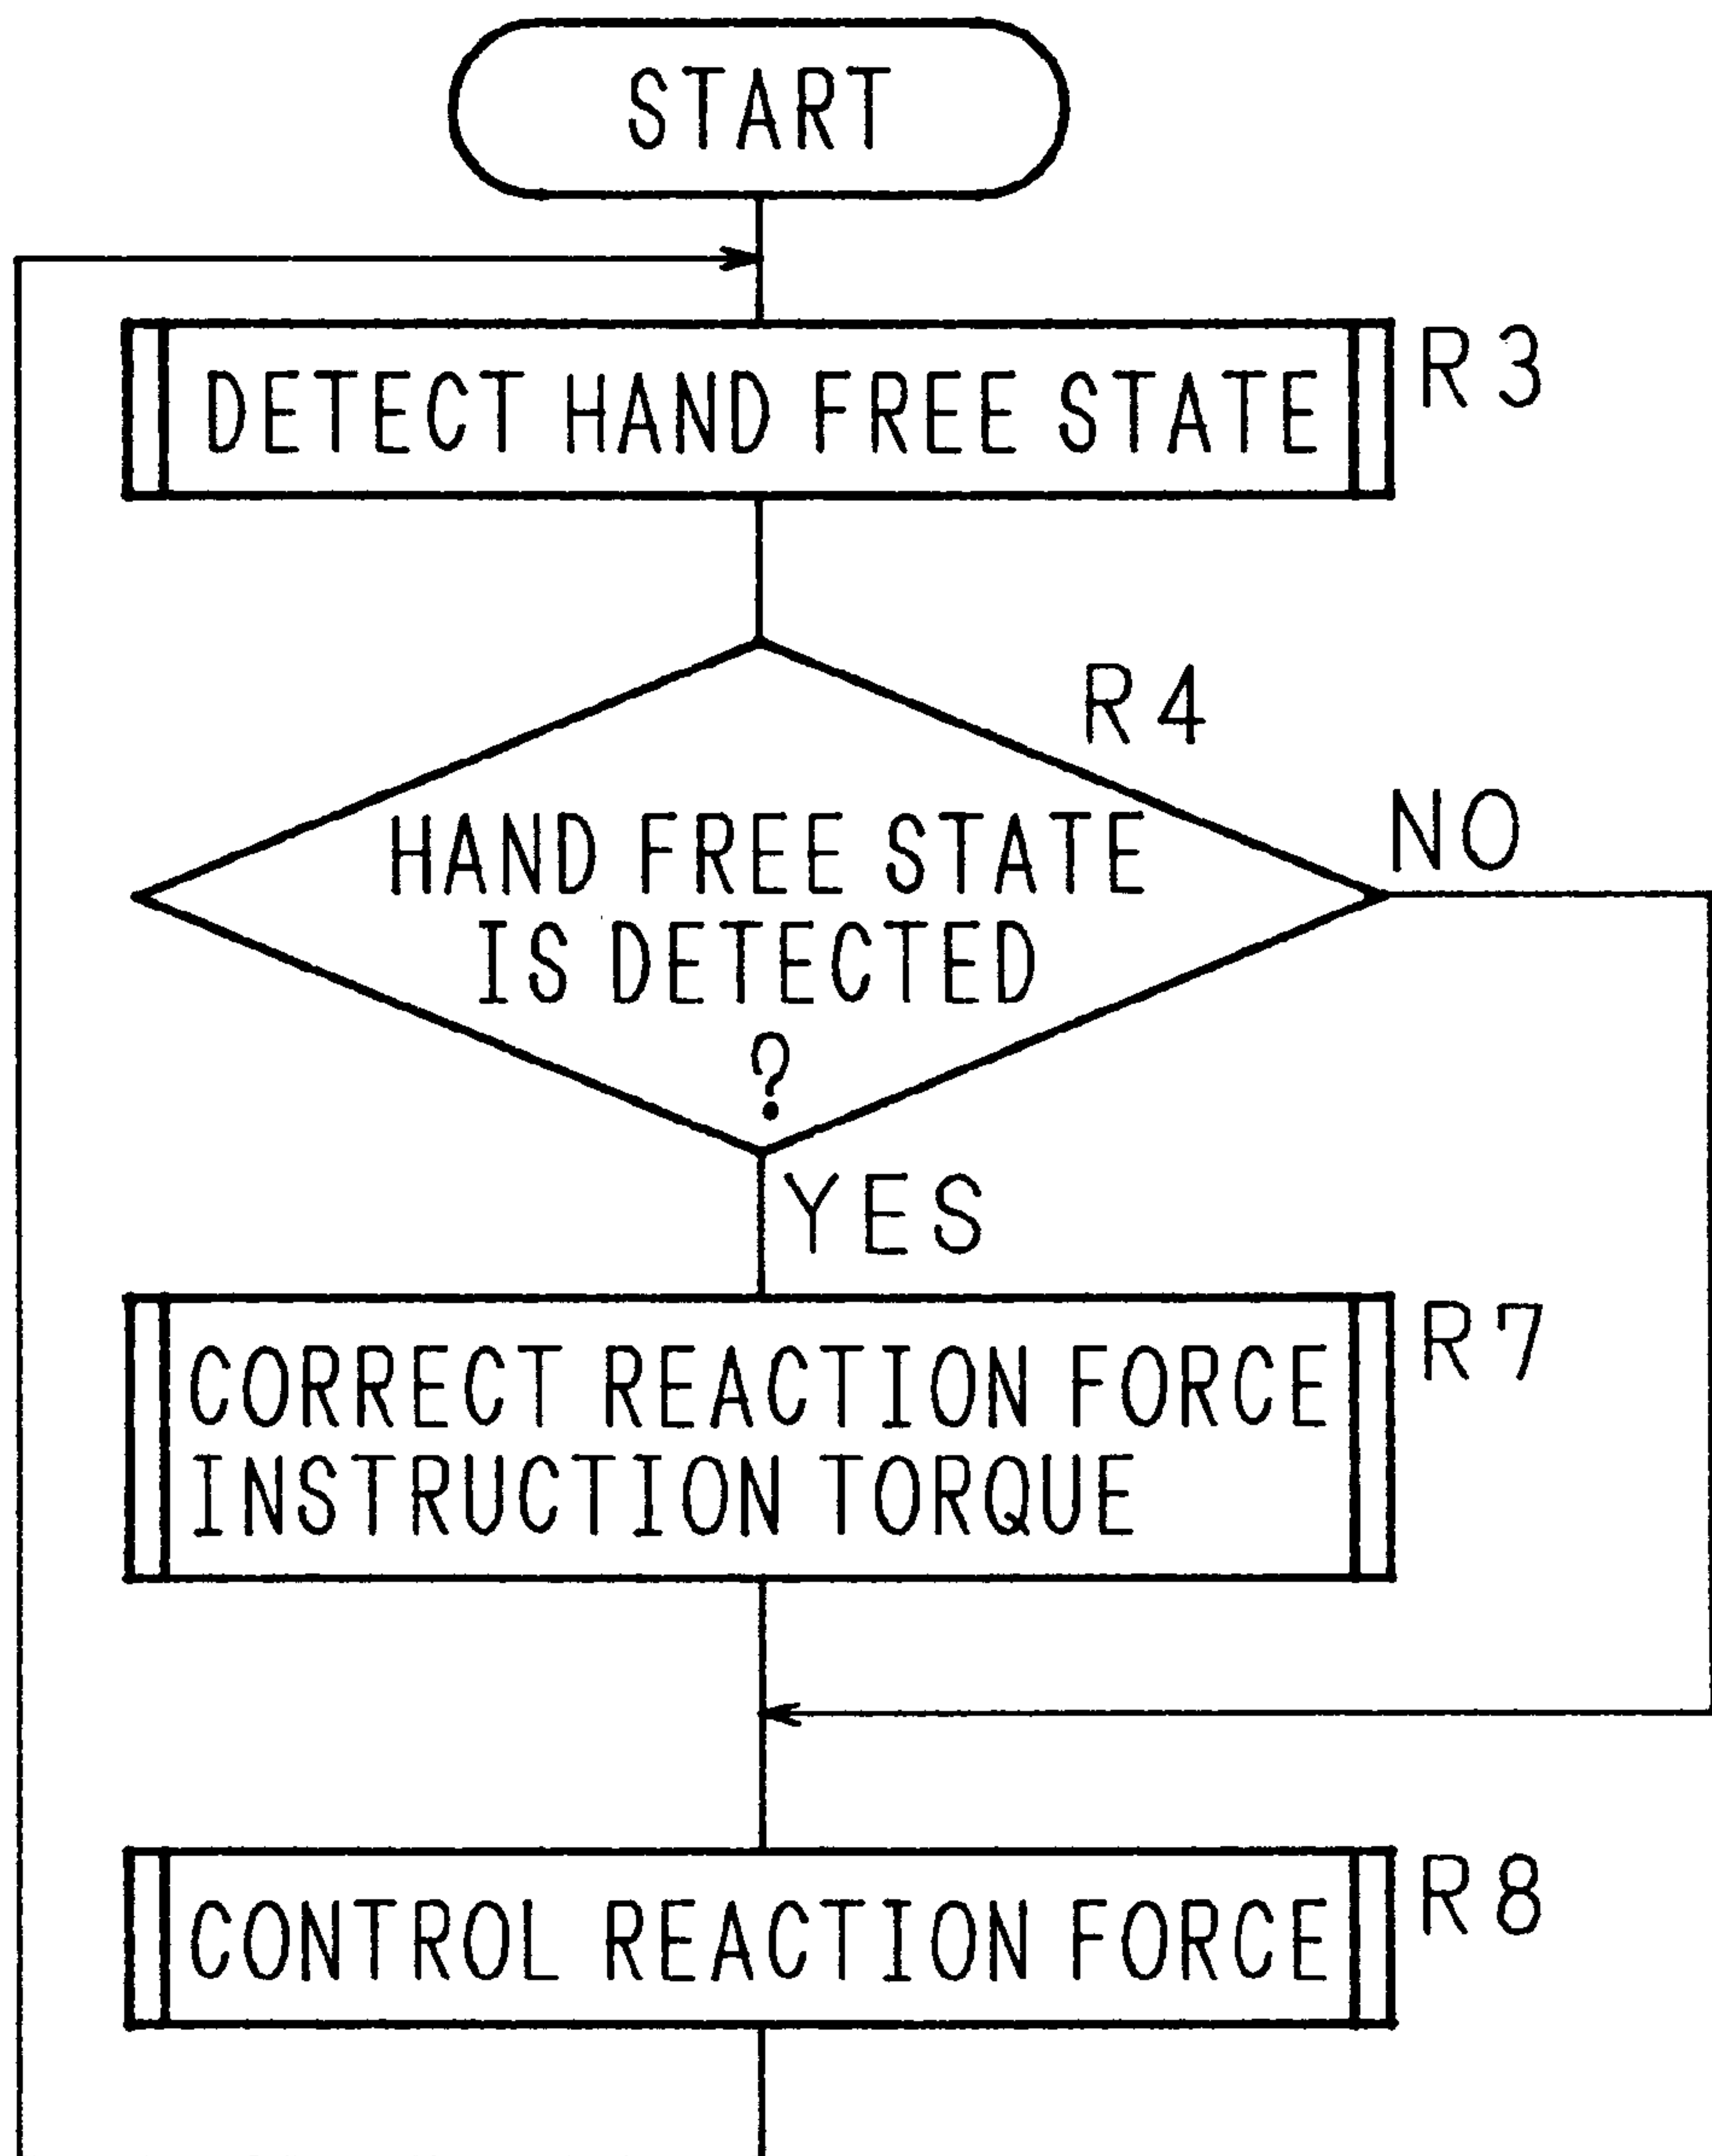 START
DETECT HAND FREE STATE
R3
R4
HAND FREE STATE
IS DETECTED
?
NO
YES
CORRECT REACTION FORCE
INSTRUCTION TORQUE
R7
CONTROL REACTION FORCE
R8